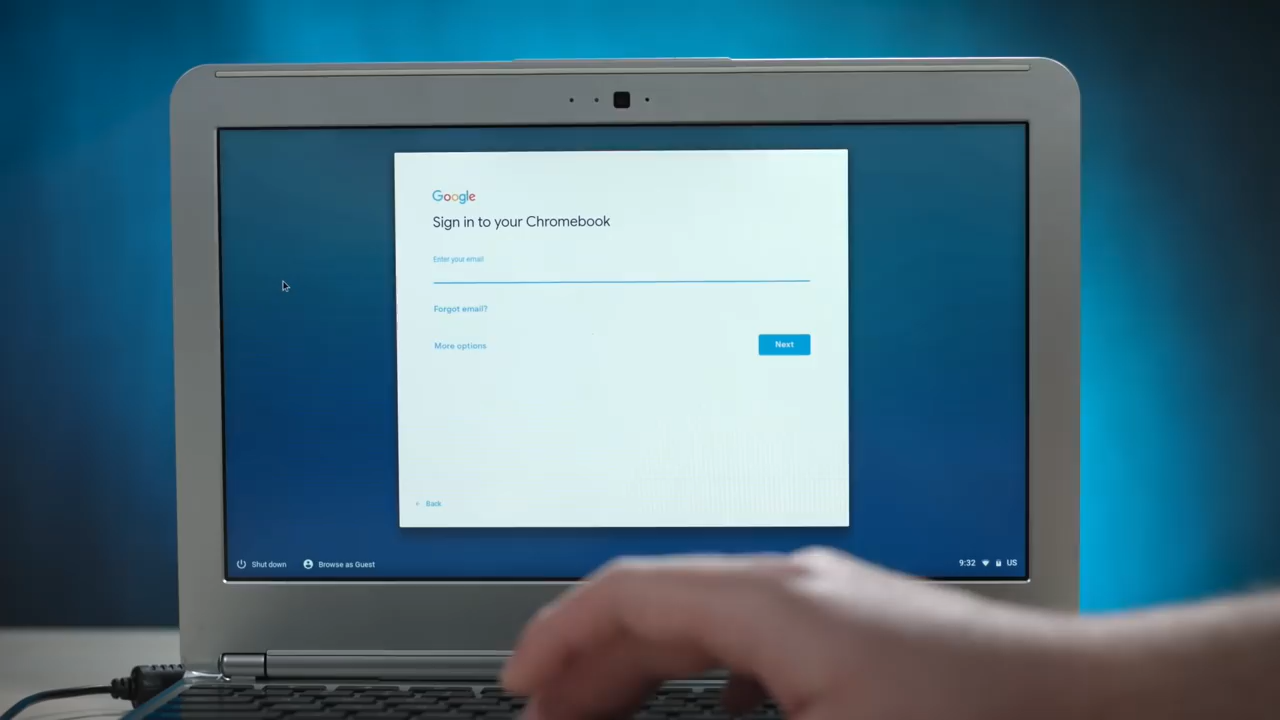 Google
Sign in to your Chromebook
Enter your email
Forgot email?
More options
Next
Back
Shut down Browse as Guest 9:32 US